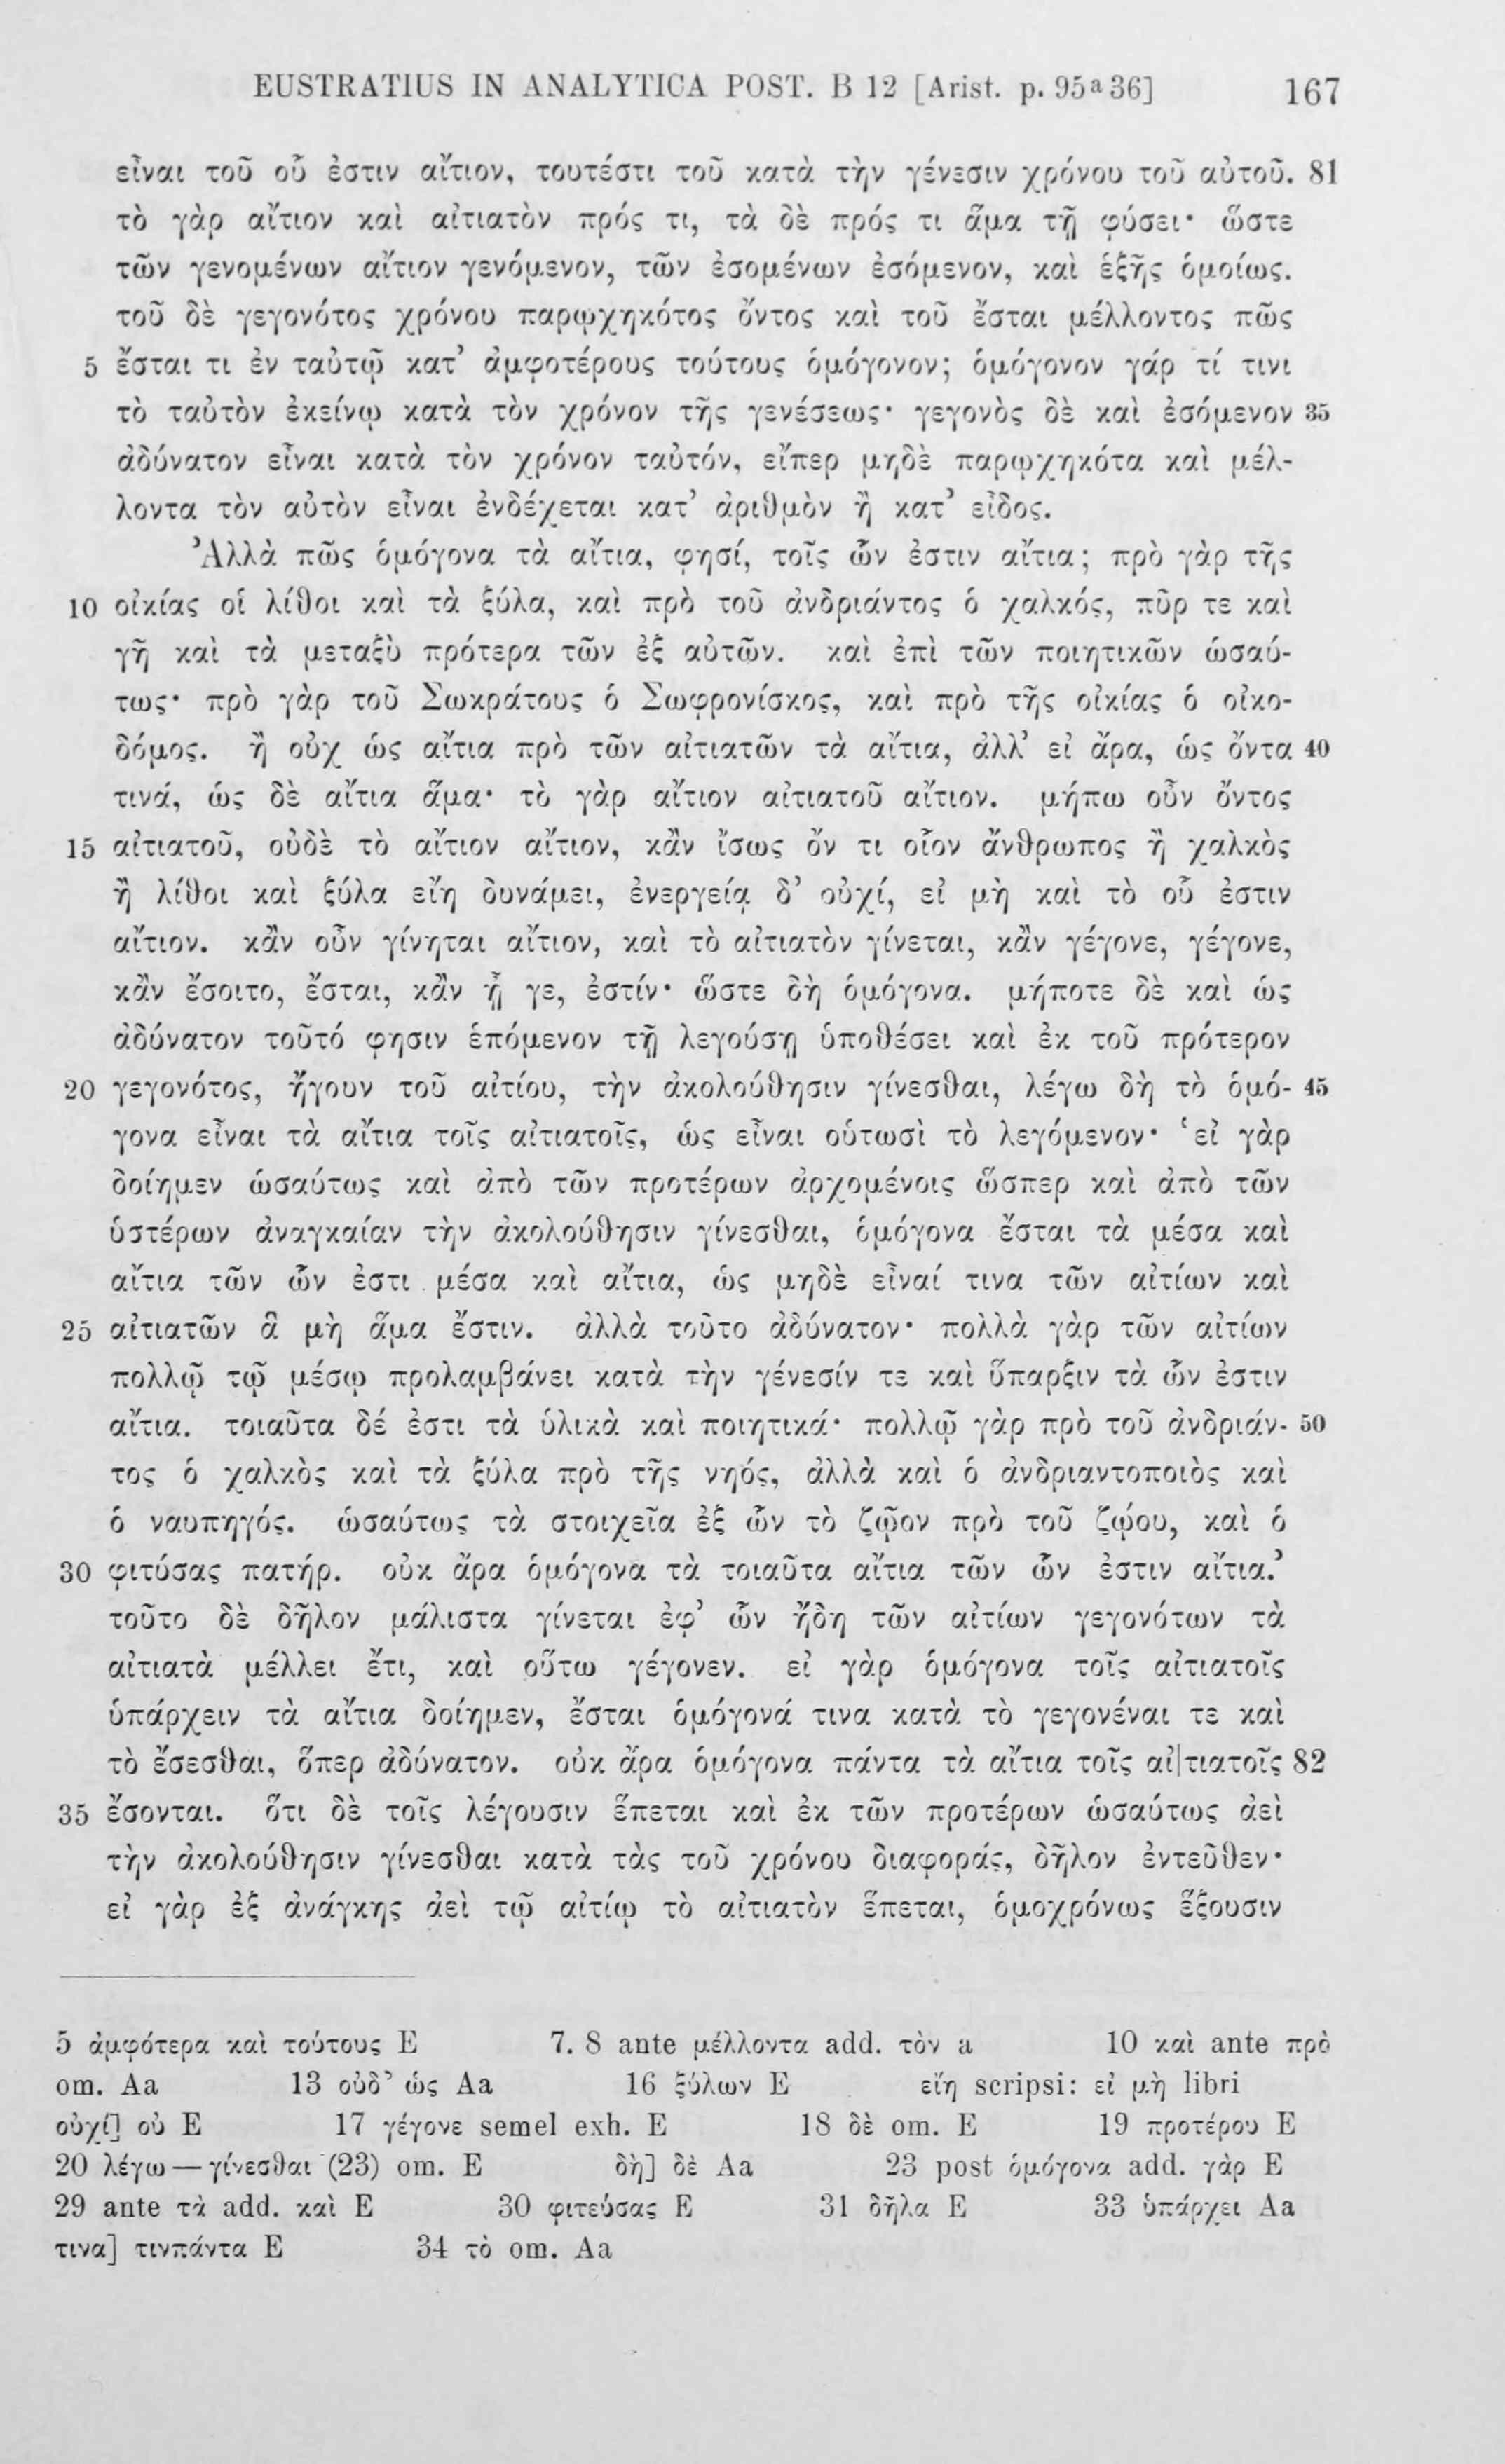 EUSTRATIUS IN ANALYTICA POST. B 12 [Arist. p. 95ª36] 167
εἶναι τοῦ οὗ ἐστιν αἴτιον, τουτέστι τοῦ κατὰ τὴν γένεσιν χρόνου τοῦ αὐτοῦ. 81
τὸ γὰρ αἴτιον καὶ αἰτιατὸν πρός τι, τὰ δὲ πρός τι ἅμα τῇ φύσει· ὥστε
τῶν γενομένων αἴτιον γενόμενον, τῶν ἐσομένων ἐσόμενον, καὶ ἑξῆς ὁμοίως.
τοῦ δὲ γεγονότος χρόνου παρῳχηκότος ὄντος καὶ τοῦ ἔσται μέλλοντος πῶς
5 ἔσται τι ἐν ταὐτῷ κατ' ἀμφοτέρους τούτους ὁμόγονον; ὁμόγονον γάρ τί τινι
τὸ ταὐτὸν ἐκείνῳ κατὰ τὸν χρόνον τῆς γενέσεως· γεγονὸς δὲ καὶ ἐσόμενον 35
ἀδύνατον εἶναι κατὰ τὸν χρόνον ταὐτόν, εἴπερ μηδὲ παρῳχηκότα καὶ μέλ-
λοντα τὸν αὐτὸν εἶναι ἐνδέχεται κατ' ἀριθμὸν ἢ κατ' εἶδος.
Ἀλλὰ πῶς ὁμόγονα τὰ αἴτια, φησί, τοῖς ὧν ἐστιν αἴτια; πρὸ γὰρ τῆς
10 οἰκίας οἱ λίθοι καὶ τὰ ξύλα, καὶ πρὸ τοῦ ἀνδριάντος ὁ χαλκός, πῦρ τε καὶ
γῆ καὶ τὰ μεταξὺ πρότερα τῶν ἐξ αὐτῶν. καὶ ἐπὶ τῶν ποιητικῶν ὡσαύ-
τως· πρὸ γὰρ τοῦ Σωκράτους ὁ Σωφρονίσκος, καὶ πρὸ τῆς οἰκίας ὁ οἰκο-
δόμος. ἢ οὐχ ὡς αἴτια πρὸ τῶν αἰτιατῶν τὰ αἴτια, ἀλλ' εἰ ἄρα, ὡς ὄντα 40
τινά, ὡς δὲ αἴτια ἅμα· τὸ γὰρ αἴτιον αἰτιατοῦ αἴτιον. μήπω οὖν ὄντος
15 αἰτιατοῦ, οὐδὲ τὸ αἴτιον αἴτιον, κἂν ἴσως ὄν τι οἷον ἄνθρωπος ἢ χαλκὸς
ἢ λίθοι καὶ ξύλα εἴη δυνάμει, ἐνεργείᾳ δ' οὐχί, εἰ μὴ καὶ τὸ οὗ ἐστιν
αἴτιον. κἂν οὖν γίνηται αἴτιον, καὶ τὸ αἰτιατὸν γίνεται, κἂν γέγονε, γέγονε,
κἂν ἔσοιτο, ἔσται, κἂν ᾖ γε, ἐστίν· ὥστε δὴ ὁμόγονα. μήποτε δὲ καὶ ὡς
ἀδύνατον τοῦτό φησιν ἑπόμενον τῇ λεγούσῃ ὑποθέσει καὶ ἐκ τοῦ πρότερον
20 γεγονότος, ἤγουν τοῦ αἰτίου, τὴν ἀκολούθησιν γίνεσθαι, λέγω δὴ τὸ ὁμό- 45
γονα εἶναι τὰ αἴτια τοῖς αἰτιατοῖς, ὡς εἶναι οὑτωσὶ τὸ λεγόμενον· ‘εἰ γὰρ
δοίημεν ὡσαύτως καὶ ἀπὸ τῶν προτέρων ἀρχομένοις ὥσπερ καὶ ἀπὸ τῶν
ὑστέρων ἀναγκαίαν τὴν ἀκολούθησιν γίνεσθαι, ὁμόγονα ἔσται τὰ μέσα καὶ
αἴτια τῶν ὧν ἐστι μέσα καὶ αἴτια, ὡς μηδὲ εἶναί τινα τῶν αἰτίων καὶ
25 αἰτιατῶν ἃ μὴ ἅμα ἔστιν. ἀλλὰ τοῦτο ἀδύνατον· πολλὰ γὰρ τῶν αἰτίων
πολλῷ τῷ μέσῳ προλαμβάνει κατὰ τὴν γένεσίν τε καὶ ὕπαρξιν τὰ ὧν ἐστιν
αἴτια. τοιαῦτα δέ ἐστι τὰ ὑλικὰ καὶ ποιητικά· πολλῷ γὰρ πρὸ τοῦ ἀνδριάν- 50
τος ὁ χαλκὸς καὶ τὰ ξύλα πρὸ τῆς νηός, ἀλλὰ καὶ ὁ ἀνδριαντοποιὸς καὶ
ὁ ναυπηγός. ὡσαύτως τὰ στοιχεῖα ἐξ ὧν τὸ ζῷον πρὸ τοῦ ζῴου, καὶ ὁ
30 φιτύσας πατήρ. οὐκ ἄρα ὁμόγονα τὰ τοιαῦτα αἴτια τῶν ὧν ἐστιν αἴτια.’
τοῦτο δὲ δῆλον μάλιστα γίνεται ἐφ' ὧν ἤδη τῶν αἰτίων γεγονότων τὰ
αἰτιατὰ μέλλει ἔτι, καὶ οὕτω γέγονεν. εἰ γὰρ ὁμόγονα τοῖς αἰτιατοῖς
ὑπάρχειν τὰ αἴτια δοίημεν, ἔσται ὁμόγονά τινα κατὰ τὸ γεγονέναι τε καὶ
τὸ ἔσεσθαι, ὅπερ ἀδύνατον. οὐκ ἄρα ὁμόγονα πάντα τὰ αἴτια τοῖς αἰ|τιατοῖς 82
35 ἔσονται. ὅτι δὲ τοῖς λέγουσιν ἕπεται καὶ ἐκ τῶν προτέρων ὡσαύτως ἀεὶ
τὴν ἀκολούθησιν γίνεσθαι κατὰ τὰς τοῦ χρόνου διαφοράς, δῆλον ἐντεῦθεν·
εἰ γὰρ ἐξ ἀνάγκης ἀεὶ τῷ αἰτίῳ τὸ αἰτιατὸν ἕπεται, ὁμοχρόνως ἕξουσιν
5 ἀμφότερα καὶ τούτους E 7. 8 ante μέλλοντα add. τὸν a 10 καὶ ante πρὸ
om. Aa 13 οὐδ' ὡς Aa 16 ξύλων E εἴη scripsi: εἰ μὴ libri
οὐχί] οὐ E 17 γέγονε semel exh. E 18 δὲ om. E 19 προτέρου E
20 λέγω — γίνεσθαι (23) om. E δὴ] δὲ Aa 23 post ὁμόγονα add. γὰρ E
29 ante τὰ add. καὶ E 30 φιτεύσας E 31 δῆλα E 33 ὑπάρχει Aa
τινα] τινπάντα E 34 τὸ om. Aa